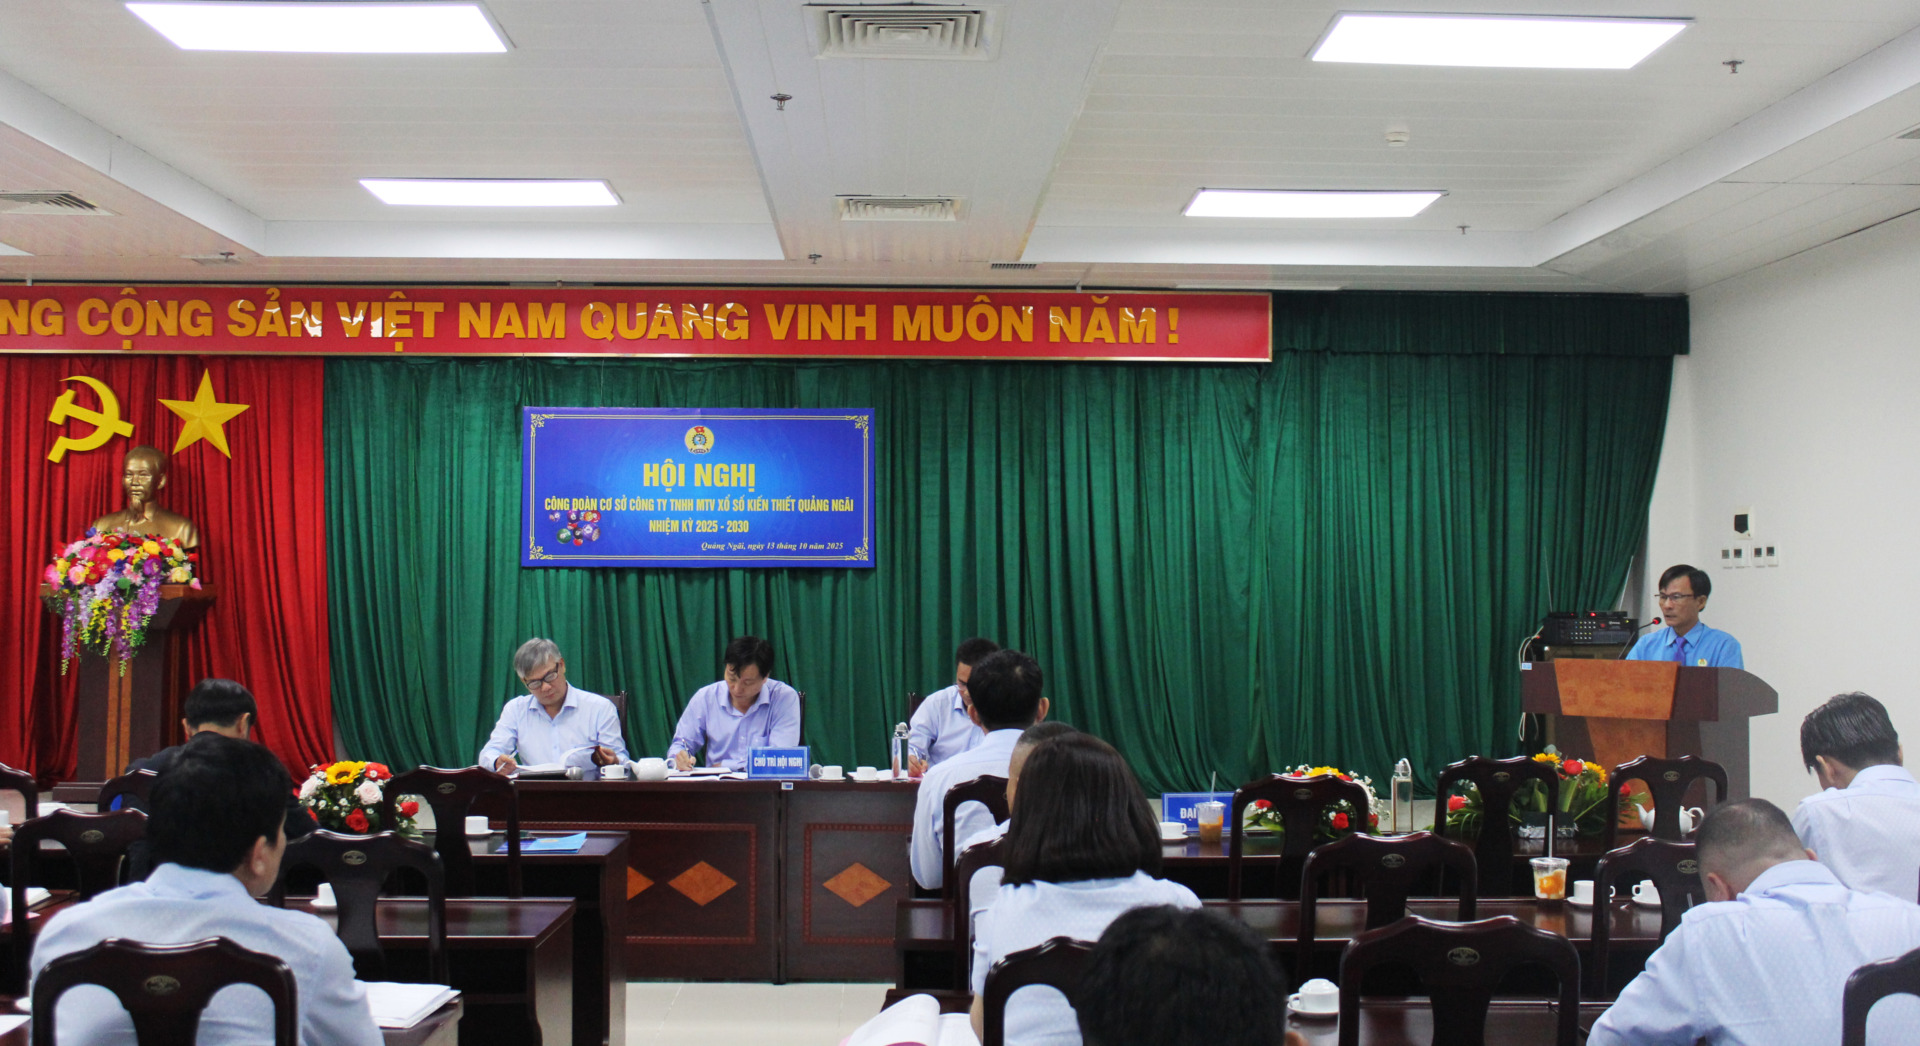 NG CỘNG SẢN VIỆT NAM QUANG VINH MUÔN NĂM !
HỘI NGHỊ
CÔNG ĐOÀN CƠ SỞ CÔNG TY TNHH MTV XỔ SỐ KIẾN THIẾT QUẢNG NGÃI
NHIỆM KỲ 2025 - 2030
Quảng Ngãi, ngày 15 tháng 10 năm 2025
CHỦ TRÌ HỘI NGHỊ
ĐẠI